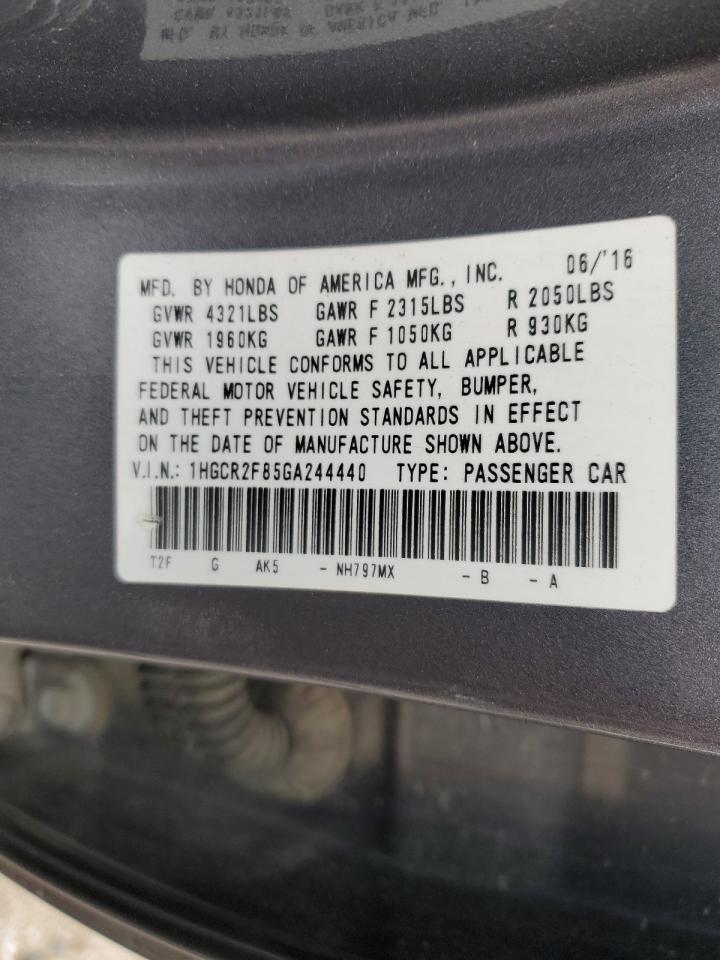 MFD. BY HONDA OF AMERICA MFG., INC. 06/'16
GVWR 4321LBS GAWR F 2315LBS R 2050LBS
GVWR 1960KG GAWR F 1050KG R 930KG
THIS VEHICLE CONFORMS TO ALL APPLICABLE
FEDERAL MOTOR VEHICLE SAFETY, BUMPER,
AND THEFT PREVENTION STANDARDS IN EFFECT
ON THE DATE OF MANUFACTURE SHOWN ABOVE.
V.I.N.: 1HGCR2F85GA244440 TYPE: PASSENGER CAR
T2F G AK5 - NH797MX - B - A